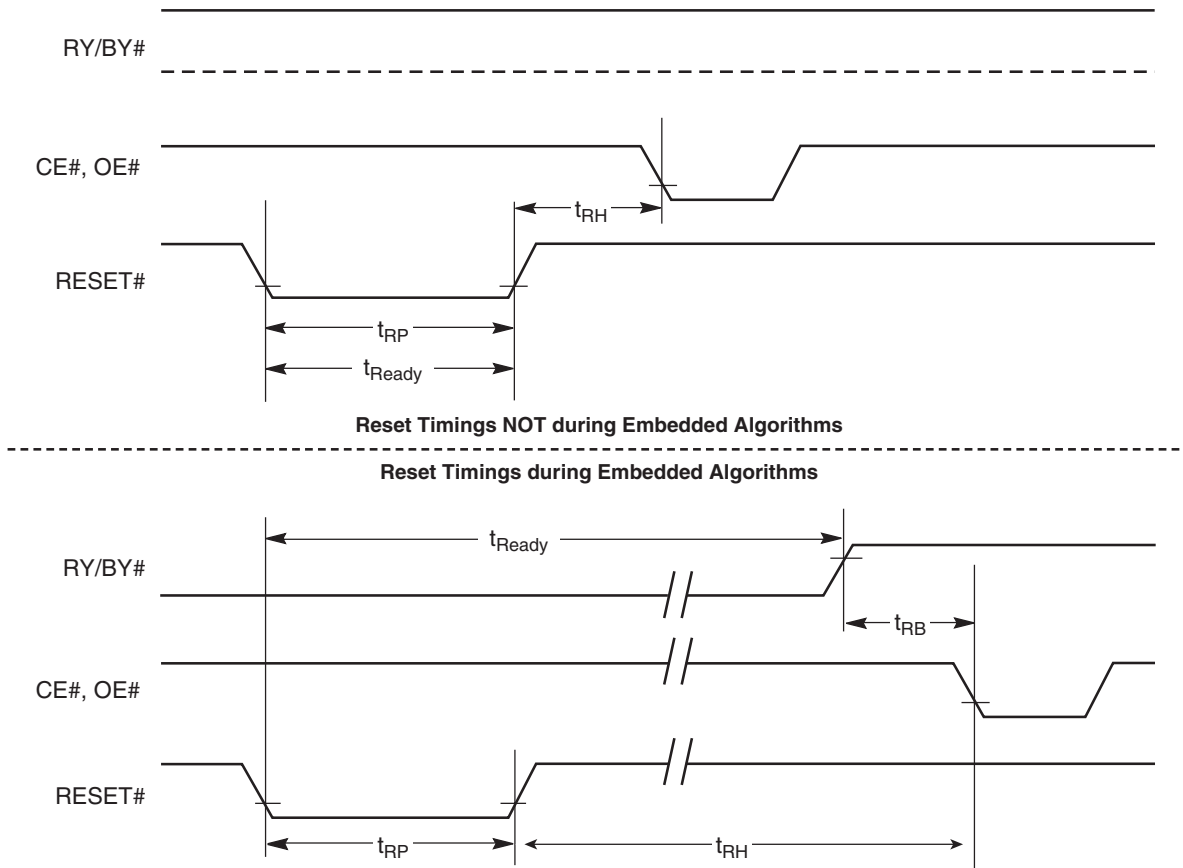 RY/BY#
CE#, OE#
tRH
RESET#
tRP
tReady
Reset Timings NOT during Embedded Algorithms
Reset Timings during Embedded Algorithms
tReady
RY/BY#
tRB
CE#, OE#
RESET#
tRP
tRH